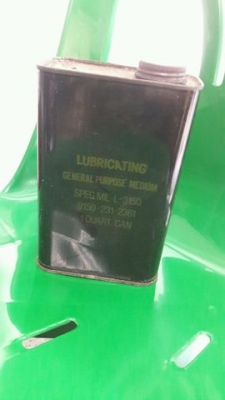 LUBRICATING
GENERAL PURPOSE MEDIUM
SPEC MIL-L-3150
9150-231-2361
1 QUART CAN